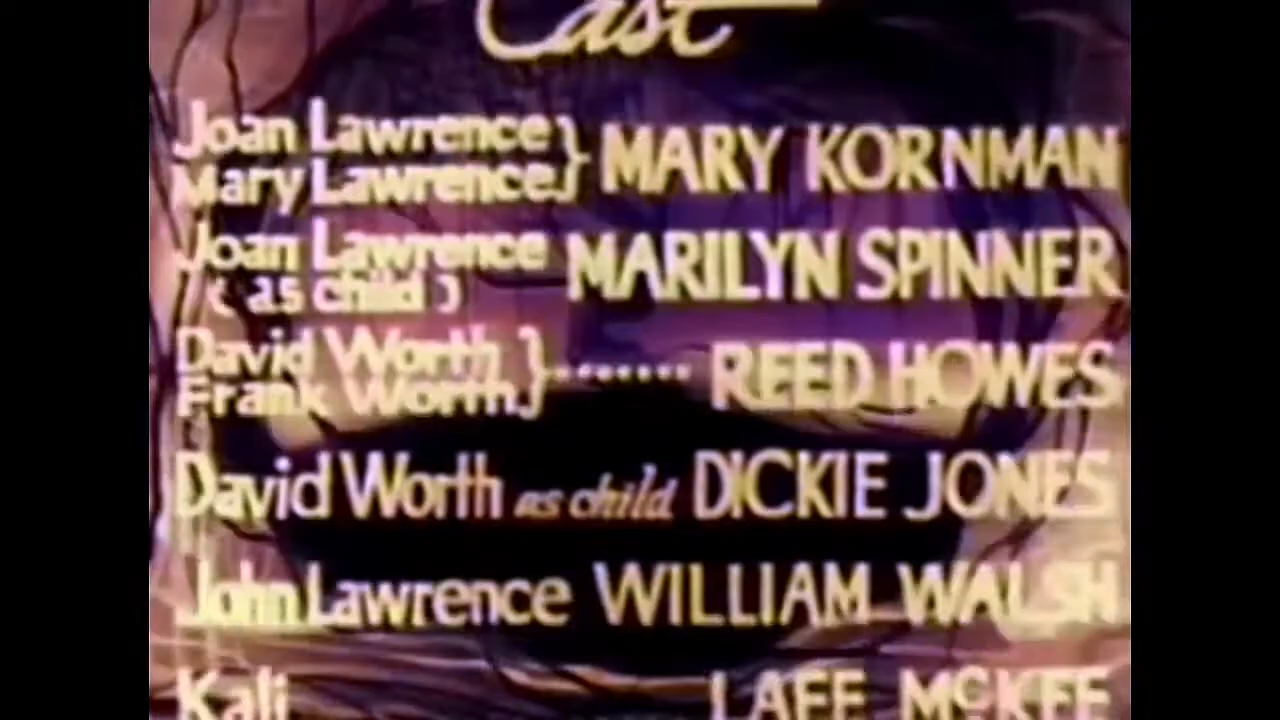 Cast
Joan Lawrence
Mary Lawrence } MARY KORNMAN
Joan Lawrence MARILYN SPINNER
( as child )
David Worth
Frank Worth } ........ REED HOWES
David Worth as child DICKIE JONES
John Lawrence WILLIAM WALSH
Kali LAFE McKEE